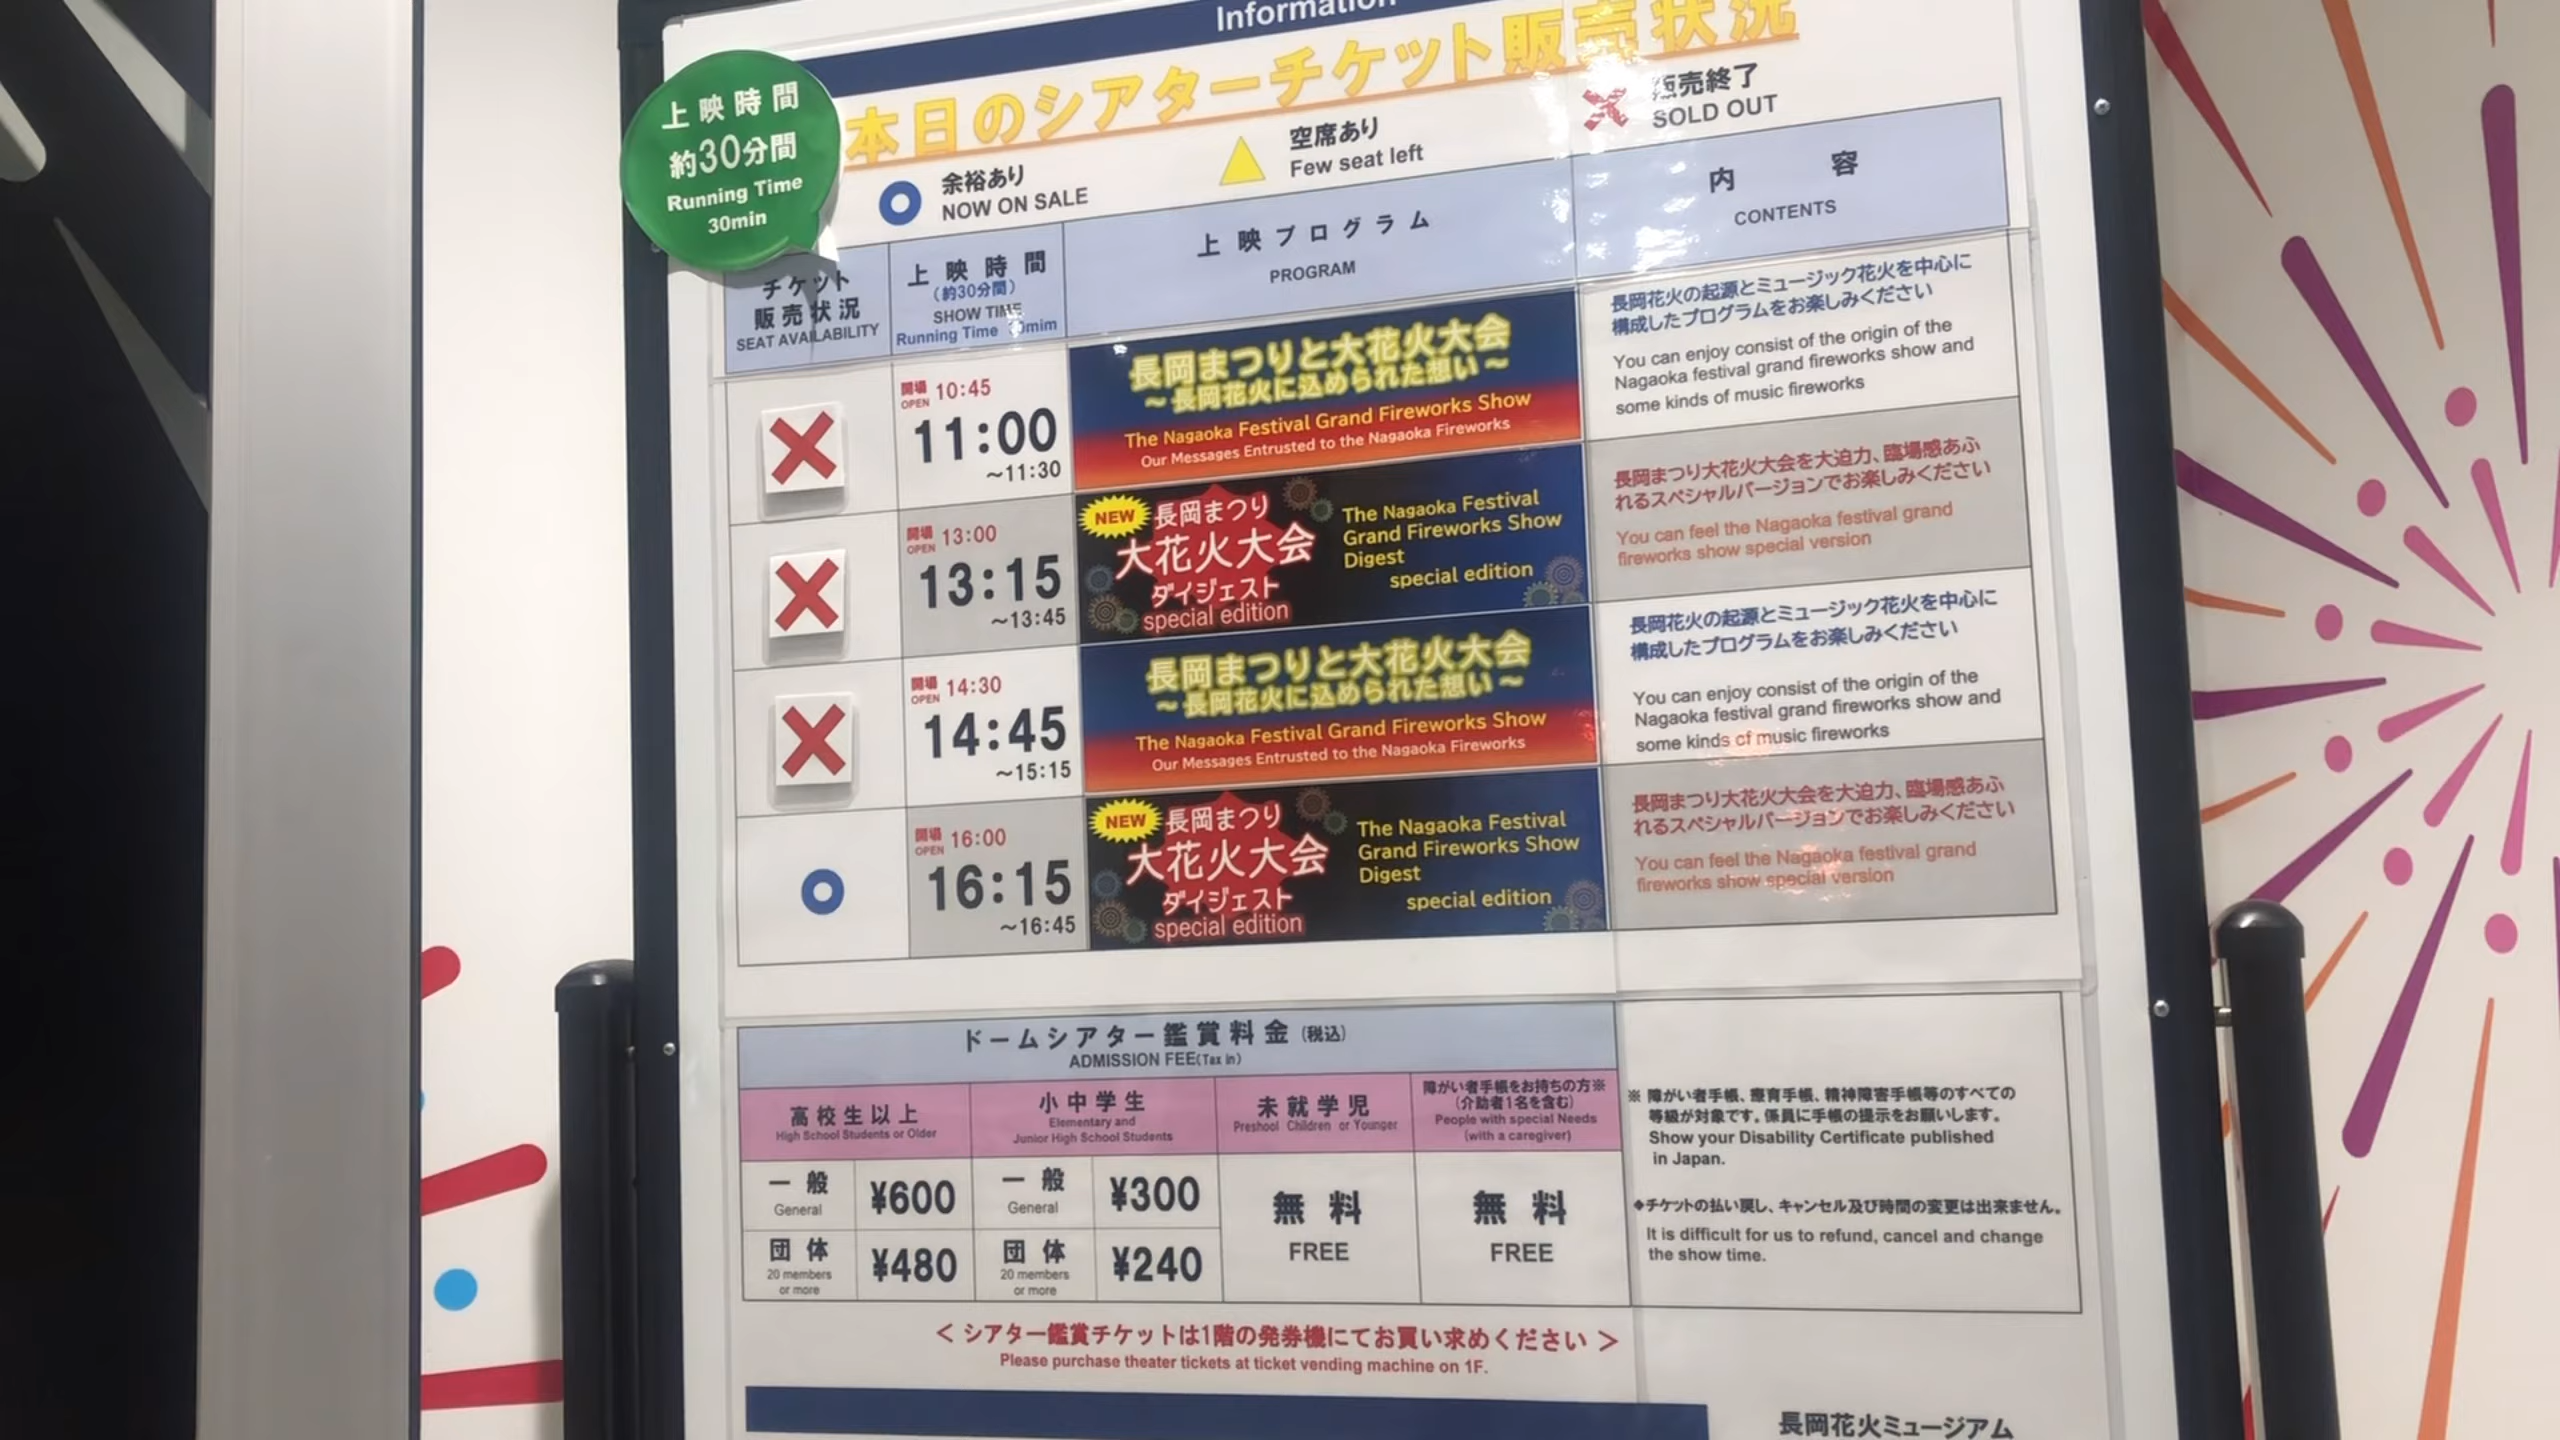 Information
本日のシアターチケット販売状況
上映時間
約30分間
Running Time
30min
余裕あり
NOW ON SALE
空席あり
Few seat left
販売終了
SOLD OUT
チケット
販売状況
SEAT AVAILABILITY
上映時間
(約30分間)
SHOW TIME
Running Time 30mim
上映プログラム
PROGRAM
内容
CONTENTS
開場 10:45
OPEN
11:00
~11:30
長岡まつりと大花火大会
~長岡花火に込められた想い~
The Nagaoka Festival Grand Fireworks Show
Our Messages Entrusted to the Nagaoka Fireworks
長岡花火の起源とミュージック花火を中心に
構成したプログラムをお楽しみください
You can enjoy consist of the origin of the
Nagaoka festival grand fireworks show and
some kinds of music fireworks
開場 13:00
OPEN
13:15
~13:45
NEW
長岡まつり
大花火大会
ダイジェスト
special edition
The Nagaoka Festival
Grand Fireworks Show
Digest
special edition
長岡まつり大花火大会を大迫力、臨場感あふ
れるスペシャルバージョンでお楽しみください
You can feel the Nagaoka festival grand
fireworks show special version
開場 14:30
OPEN
14:45
~15:15
長岡まつりと大花火大会
~長岡花火に込められた想い~
The Nagaoka Festival Grand Fireworks Show
Our Messages Entrusted to the Nagaoka Fireworks
長岡花火の起源とミュージック花火を中心に
構成したプログラムをお楽しみください
You can enjoy consist of the origin of the
Nagaoka festival grand fireworks show and
some kinds of music fireworks
開場 16:00
OPEN
16:15
~16:45
NEW
長岡まつり
大花火大会
ダイジェスト
special edition
The Nagaoka Festival
Grand Fireworks Show
Digest
special edition
長岡まつり大花火大会を大迫力、臨場感あふ
れるスペシャルバージョンでお楽しみください
You can feel the Nagaoka festival grand
fireworks show special version
ドームシアター鑑賞料金(税込)
ADMISSION FEE(Tax in)
高校生以上
High School Students or Older
小中学生
Elementary and
Junior High School Students
未就学児
Preshool Children or Younger
障がい者手帳をお持ちの方※
(介助者1名を含む)
People with special Needs
(with a caregiver)
一般
General
¥600
一般
General
¥300
団体
20 members
or more
¥480
団体
20 members
or more
¥240
無料
FREE
無料
FREE
※ 障がい者手帳、療育手帳、精神障害手帳等のすべての
等級が対象です。係員に手帳の提示をお願いします。
Show your Disability Certificate published
in Japan.
◆チケットの払い戻し、キャンセル及び時間の変更は出来ません。
It is difficult for us to refund, cancel and change
the show time.
< シアター鑑賞チケットは1階の発券機にてお買い求めください >
Please purchase theater tickets at ticket vending machine on 1F.
長岡花火ミュージアム